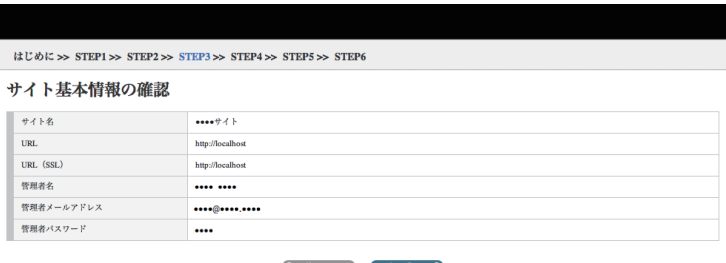 はじめに >> STEP1 >> STEP2 >> STEP3 >> STEP4 >> STEP5 >> STEP6
サイト基本情報の確認
サイト名 ●●●●サイト
URL http://localhost
URL（SSL） http://localhost
管理者名 ●●●● ●●●●
管理者メールアドレス ●●●●@●●●●.●●●●
管理者パスワード ●●●●